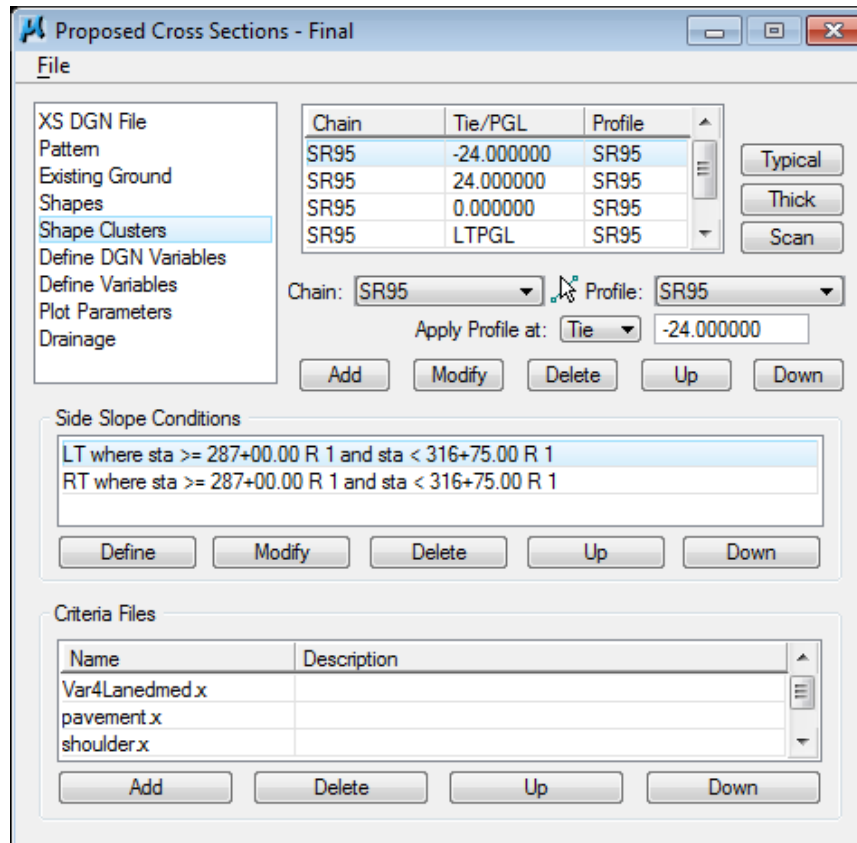 Proposed Cross Sections - Final
File
XS DGN File
Pattern
Existing Ground
Shapes
Shape Clusters
Define DGN Variables
Define Variables
Plot Parameters
Drainage
Chain Tie/PGL Profile
SR95 -24.000000 SR95
SR95 24.000000 SR95
SR95 0.000000 SR95
SR95 LTPGL SR95
Typical
Thick
Scan
Chain: SR95 Profile: SR95
Apply Profile at: Tie -24.000000
Add Modify Delete Up Down
Side Slope Conditions
LT where sta >= 287+00.00 R 1 and sta < 316+75.00 R 1
RT where sta >= 287+00.00 R 1 and sta < 316+75.00 R 1
Define Modify Delete Up Down
Criteria Files
Name Description
Var4Lanedmed.x
pavement.x
shoulder.x
Add Delete Up Down